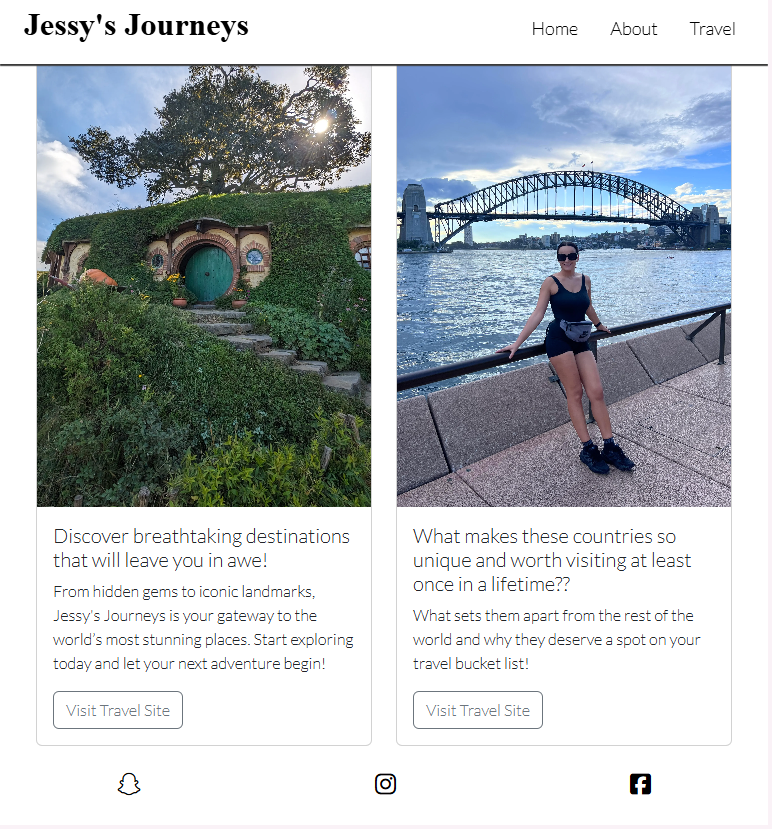 Jessy's Journeys
Home About Travel
Discover breathtaking destinations
that will leave you in awe!
From hidden gems to iconic landmarks,
Jessy's Journeys is your gateway to the
world's most stunning places. Start exploring
today and let your next adventure begin!
Visit Travel Site
What makes these countries so
unique and worth visiting at least
once in a lifetime??
What sets them apart from the rest of the
world and why they deserve a spot on your
travel bucket list!
Visit Travel Site